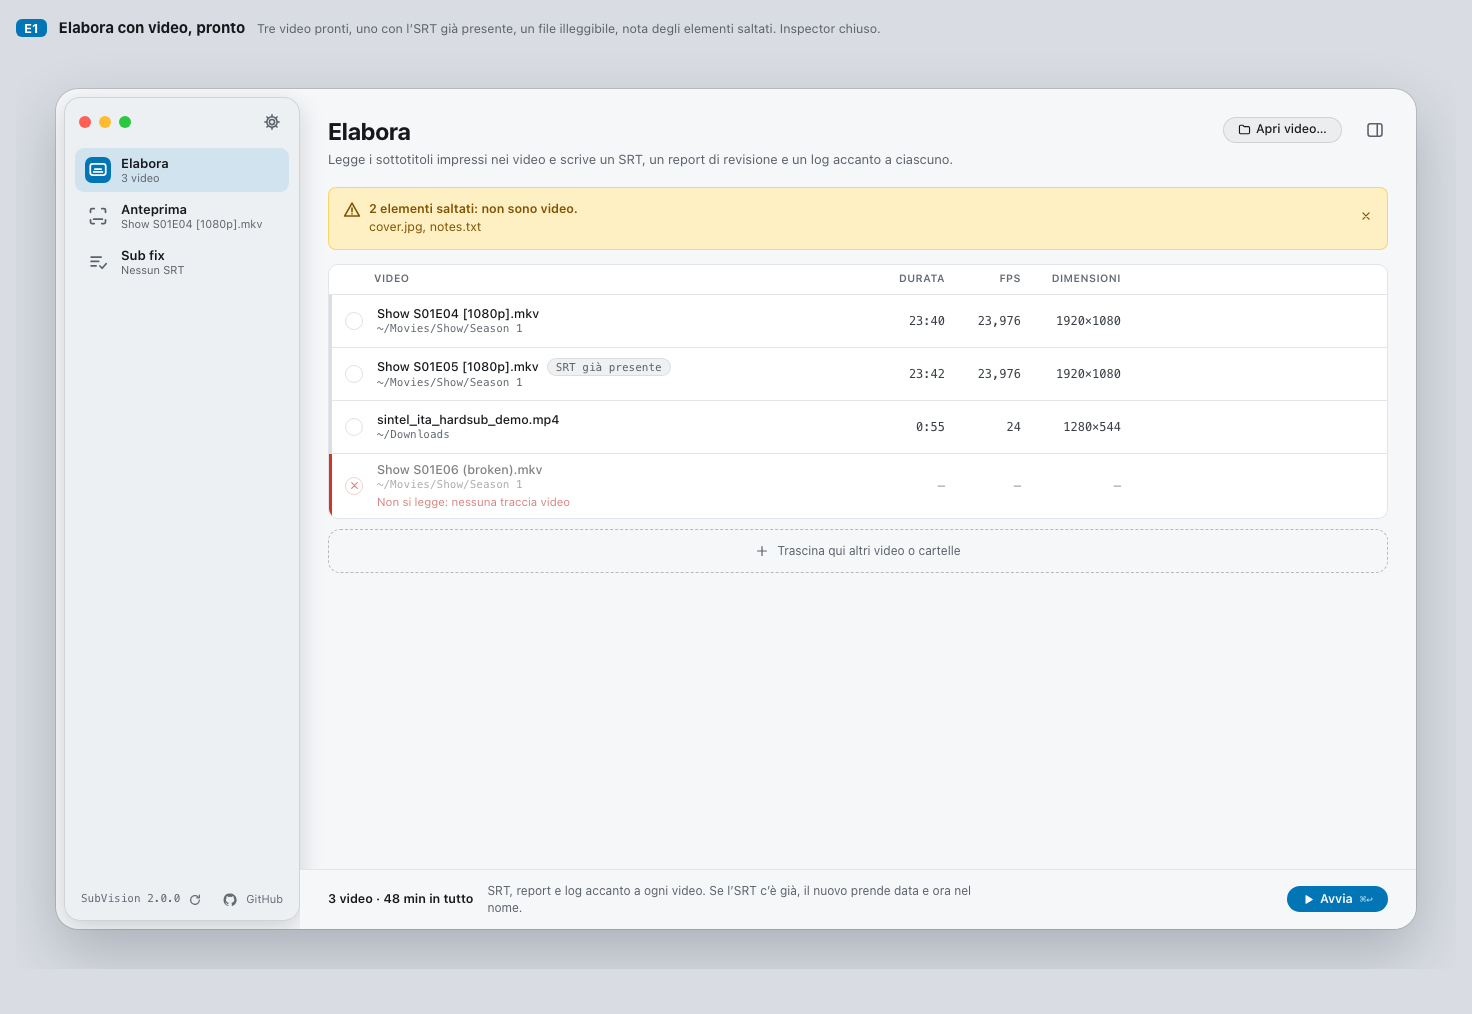 E1 Elabora con video, pronto Tre video pronti, uno con l'SRT già presente, un file illeggibile, nota degli elementi saltati. Inspector chiuso.
Elabora
3 video
Anteprima
Show S01E04 [1080p].mkv
Sub fix
Nessun SRT
SubVision 2.0.0 GitHub
Elabora
Apri video…
Legge i sottotitoli impressi nei video e scrive un SRT, un report di revisione e un log accanto a ciascuno.
2 elementi saltati: non sono video.
cover.jpg, notes.txt
VIDEO DURATA FPS DIMENSIONI
Show S01E04 [1080p].mkv
~/Movies/Show/Season 1
23:40 23,976 1920×1080
Show S01E05 [1080p].mkv SRT già presente
~/Movies/Show/Season 1
23:42 23,976 1920×1080
sintel_ita_hardsub_demo.mp4
~/Downloads
0:55 24 1280×544
Show S01E06 (broken).mkv
~/Movies/Show/Season 1
Non si legge: nessuna traccia video
– – –
Trascina qui altri video o cartelle
3 video · 48 min in tutto
SRT, report e log accanto a ogni video. Se l'SRT c'è già, il nuovo prende data e ora nel
nome.
Avvia ⌘↩